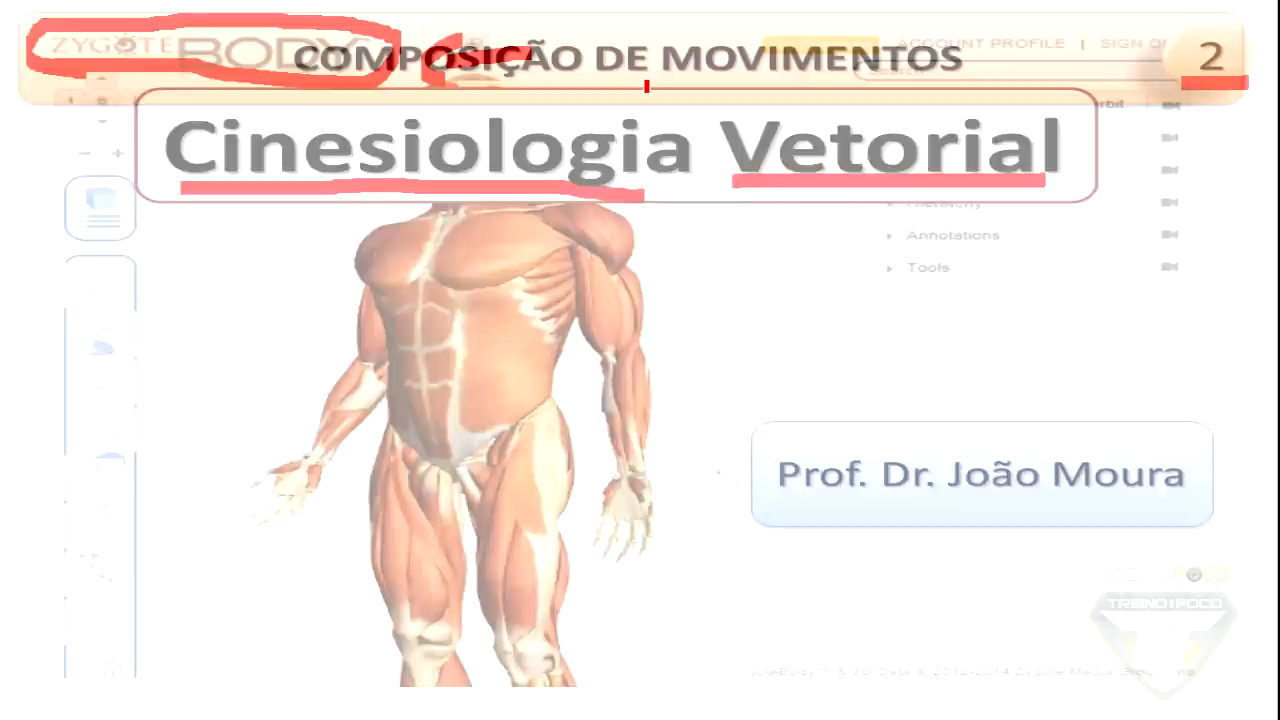 ZYGOTE BODY
COMPOSIÇÃO DE MOVIMENTOS
2
ACCOUNT PROFILE | SIGN
Search
Cinesiologia Vetorial
Annotations
Tools
Prof. Dr. João Moura
TREINO FOCO